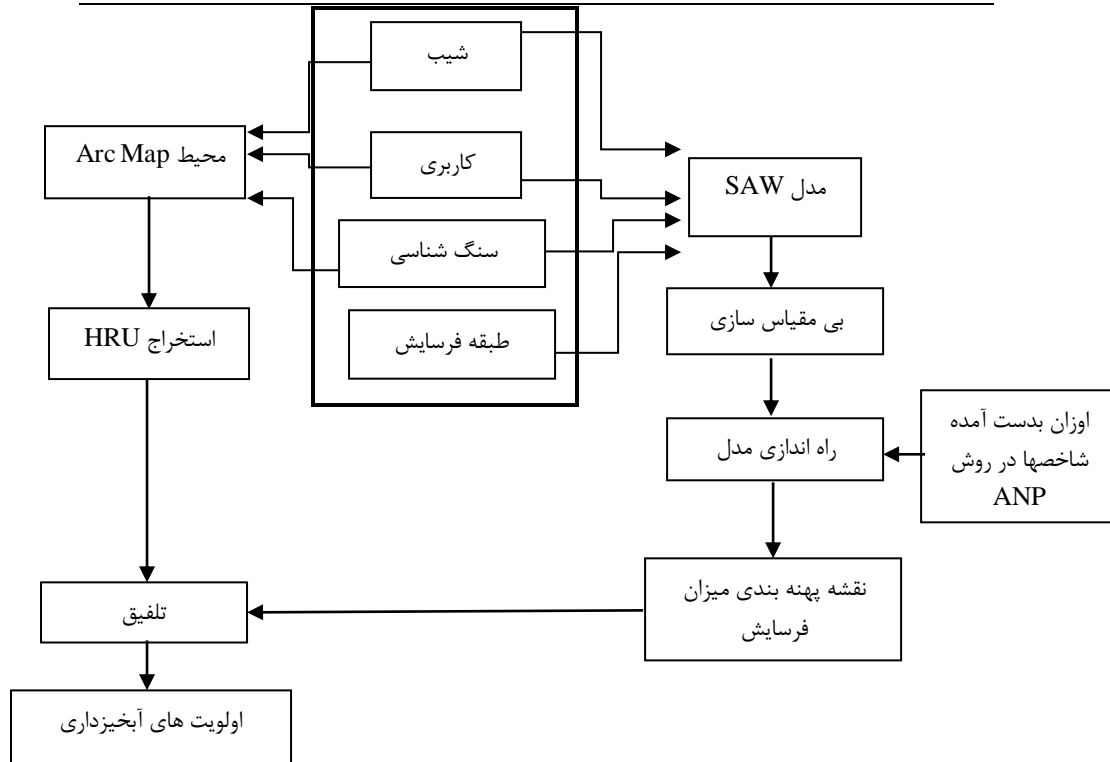 شیب
کاربری
سنگ شناسی
طبقه فرسایش
محیط Arc Map
استخراج HRU
تلفیق
اولویت های آبخیزداری
مدل SAW
بی مقیاس سازی
راه اندازی مدل
اوزان بدست آمده
شاخصها در روش
ANP
نقشه پهنه بندی میزان
فرسایش